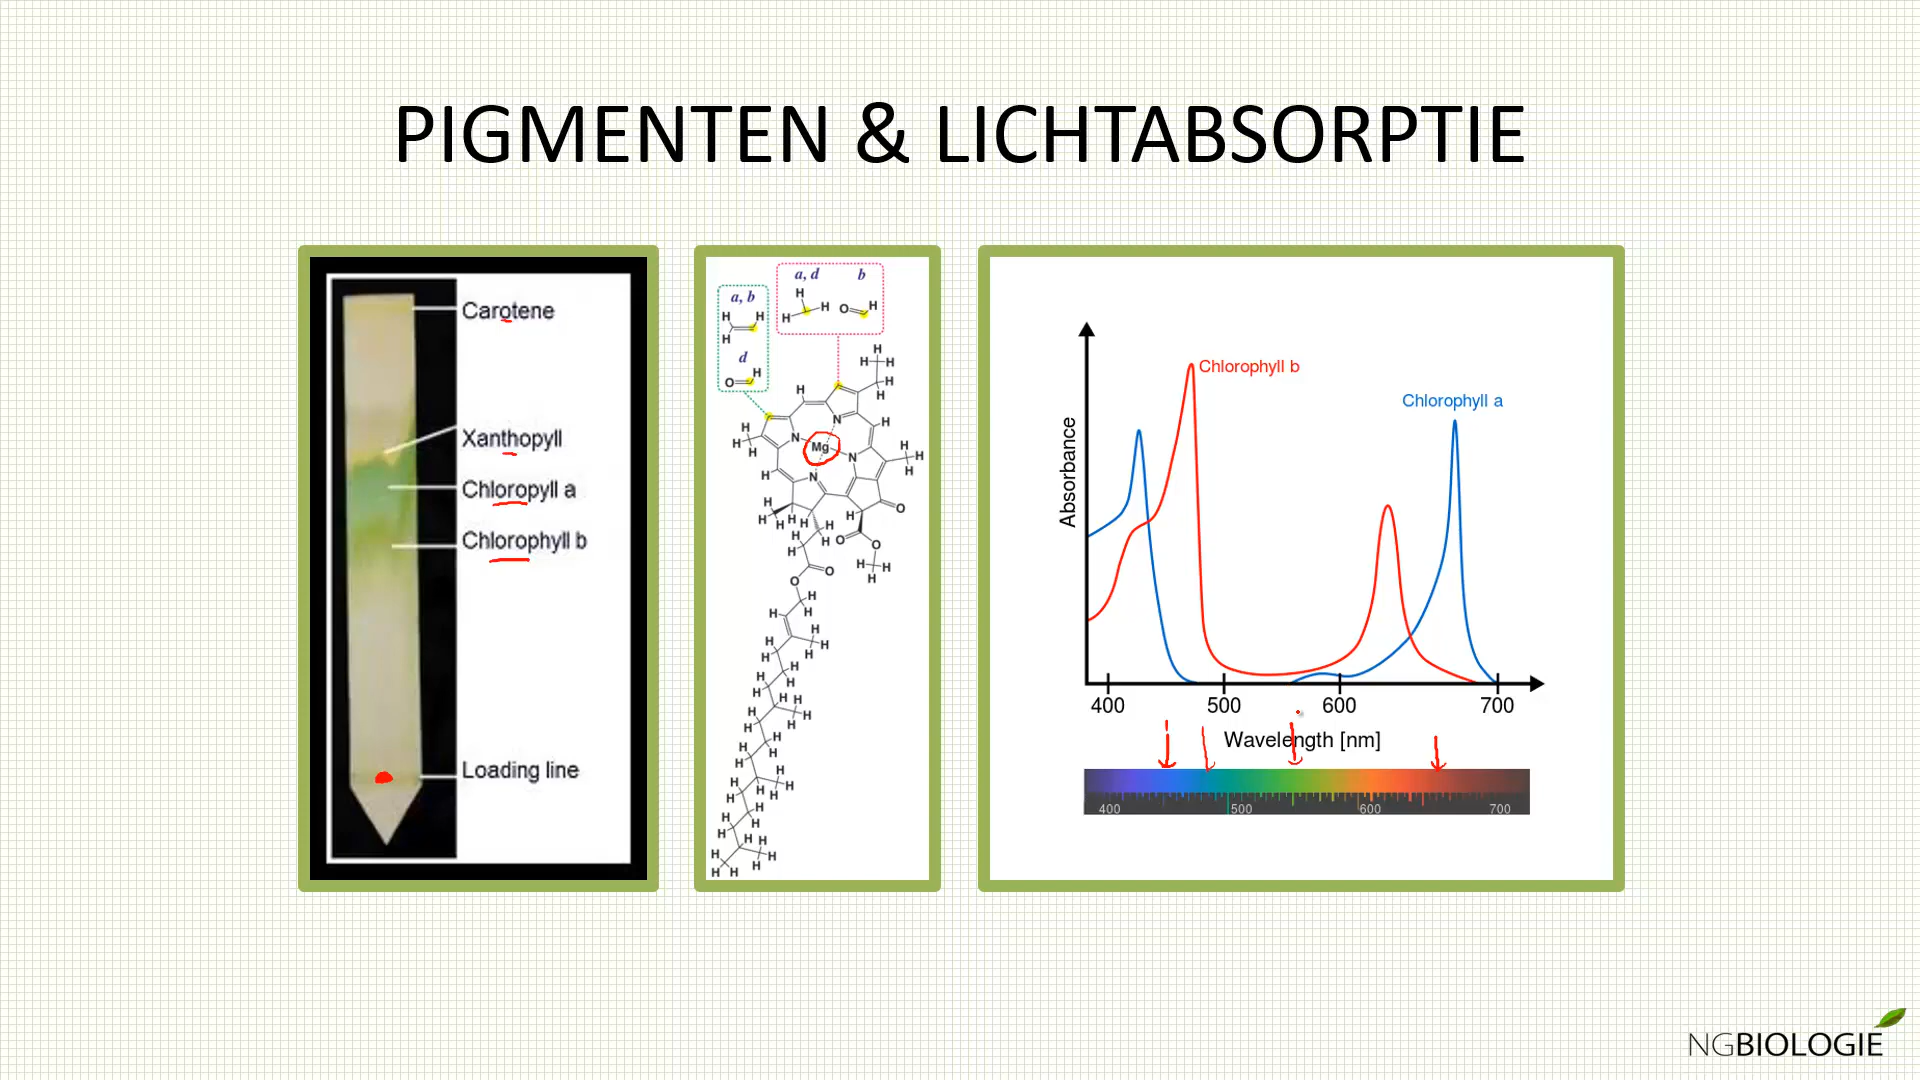 PIGMENTEN & LICHTABSORPTIE
Carotene
Xanthopyll
Chloropyll a
Chlorophyll b
Loading line
a, b
d
a, d
b
Mg
Chlorophyll b
Chlorophyll a
Absorbance
400 500 600 700
Wavelength [nm]
400 500 600 700
NGBIOLOGIE